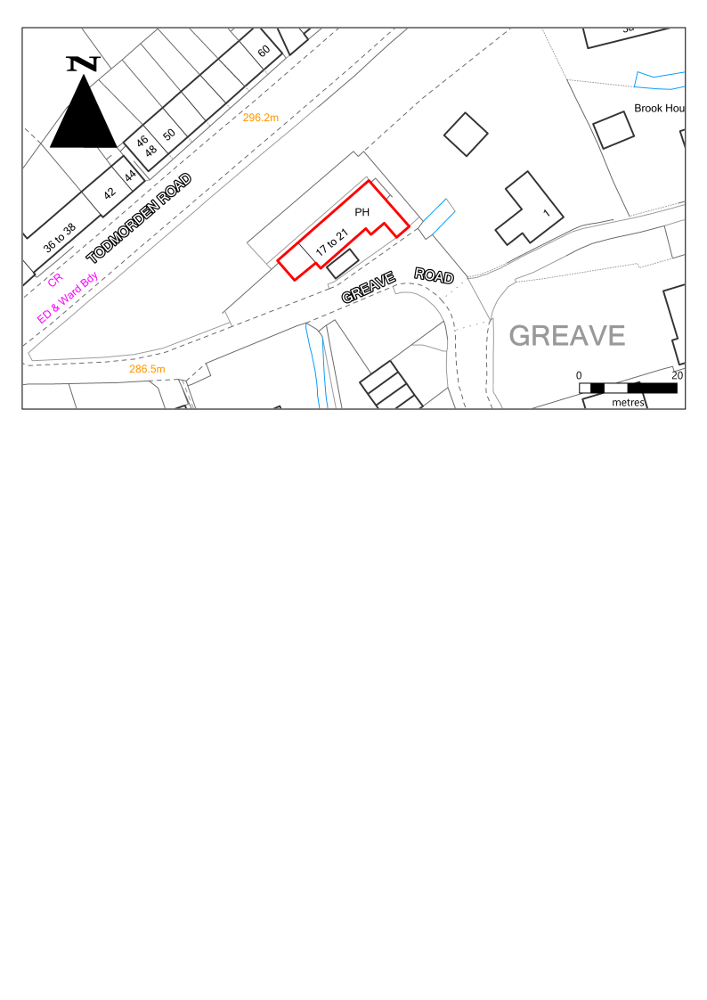 N
60
296.2m
46
48
50
44
42
36 to 38
TODMORDEN ROAD
CR
ED & Ward Bdy
PH
17 to 21
GREAVE ROAD
1
Brook Hou
GREAVE
286.5m
0 20
metres